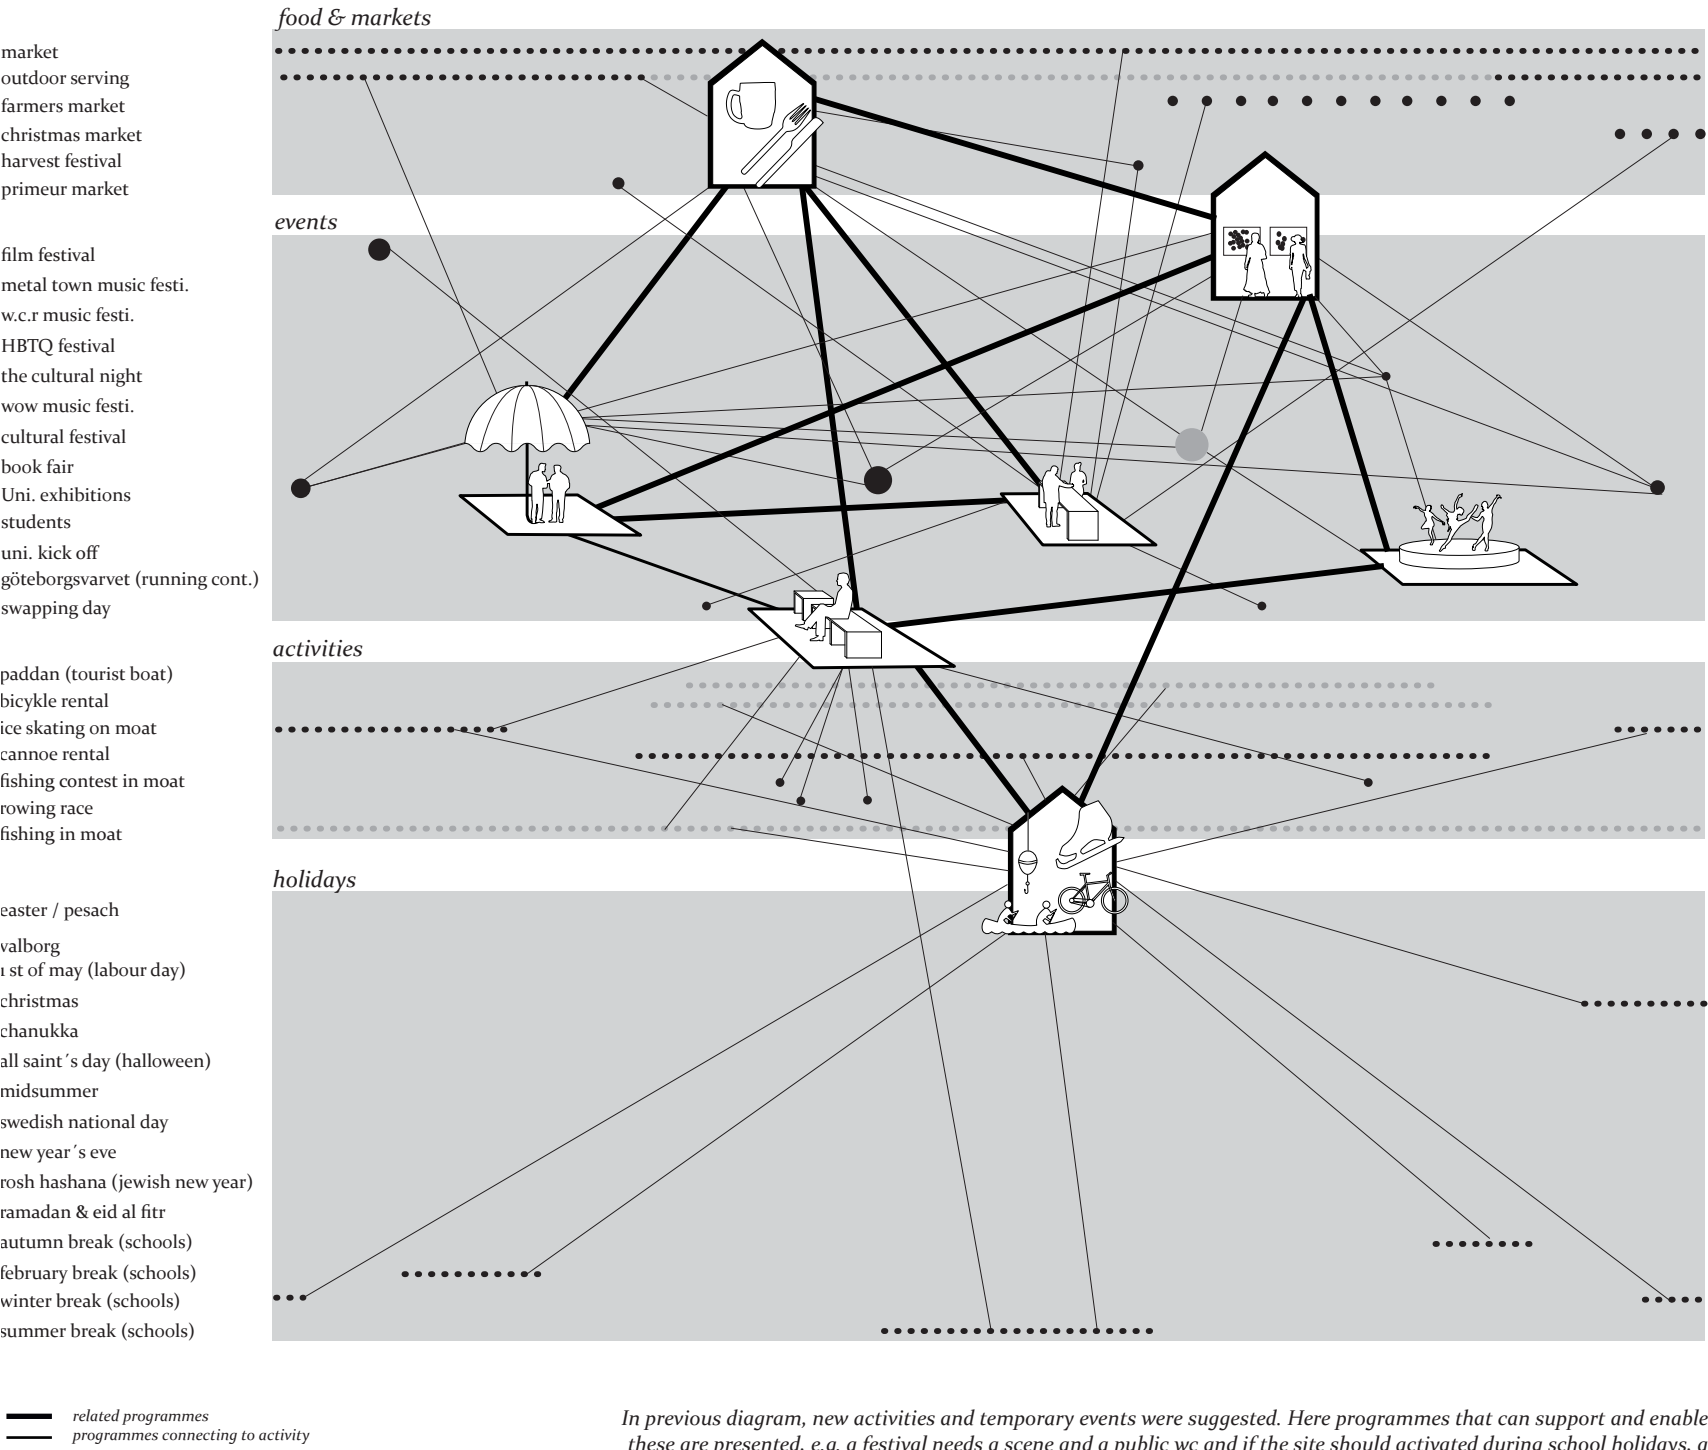 food & markets
market
outdoor serving
farmers market
christmas market
harvest festival
primeur market
events
film festival
metal town music festi.
w.c.r music festi.
HBTQ festival
the cultural night
wow music festi.
cultural festival
book fair
Uni. exhibitions
students
uni. kick off
göteborgsvarvet (running cont.)
swapping day
activities
paddan (tourist boat)
bicykle rental
ice skating on moat
cannoe rental
fishing contest in moat
rowing race
fishing in moat
holidays
easter / pesach
valborg
1 st of may (labour day)
christmas
chanukka
all saint´s day (halloween)
midsummer
swedish national day
new year´s eve
rosh hashana (jewish new year)
ramadan & eid al fitr
autumn break (schools)
february break (schools)
winter break (schools)
summer break (schools)
related programmes
programmes connecting to activity
In previous diagram, new activities and temporary events were suggested. Here programmes that can support and enable
these are presented, e.g. a festival needs a scene and a public wc and if the site should activated during school holidays, a